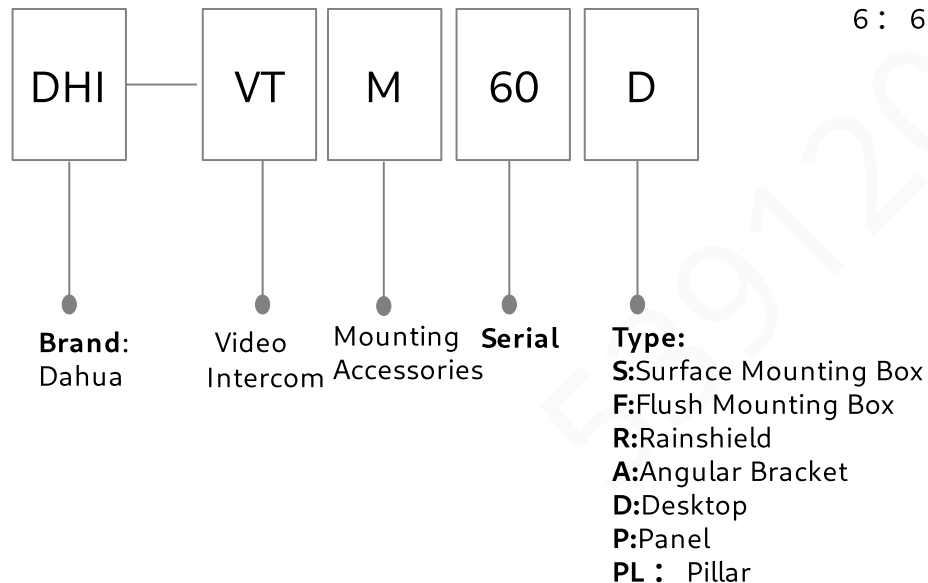 6： 6
DHI VT M 60 D
Brand:
Dahua
Video
Intercom
Mounting
Accessories
Serial
Type:
S:Surface Mounting Box
F:Flush Mounting Box
R:Rainshield
A:Angular Bracket
D:Desktop
P:Panel
PL： Pillar